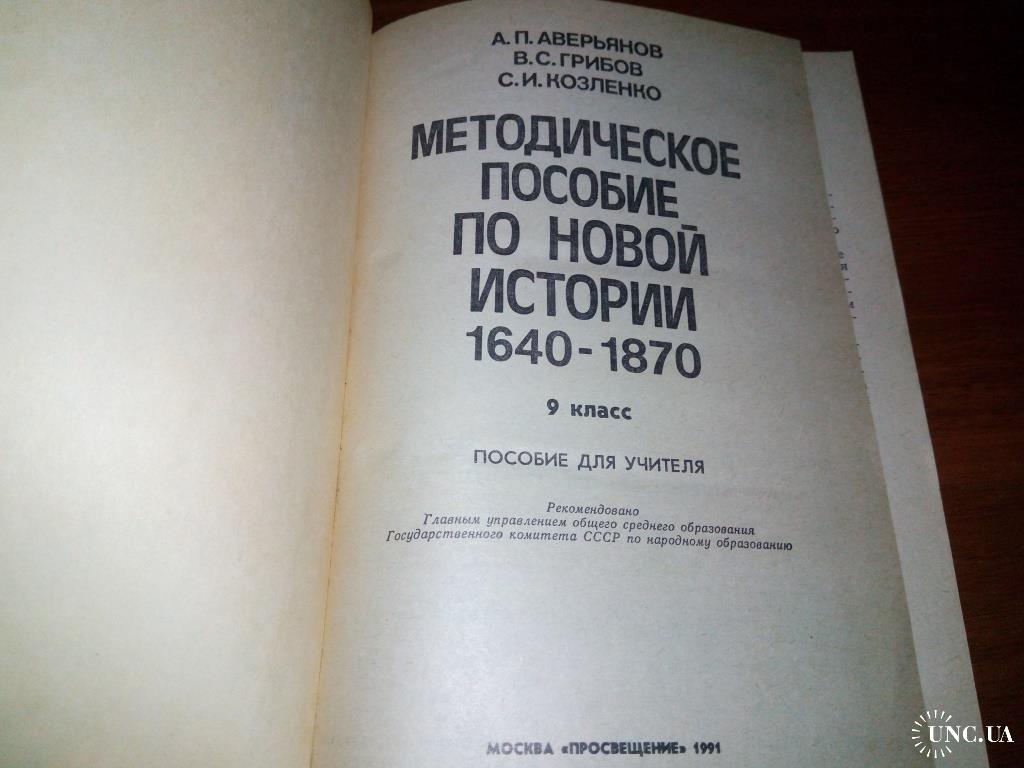 А. П. АВЕРЬЯНОВ
В. С. ГРИБОВ
С. И. КОЗЛЕНКО
МЕТОДИЧЕСКОЕ
ПОСОБИЕ
ПО НОВОЙ
ИСТОРИИ
1640-1870
9 класс
ПОСОБИЕ ДЛЯ УЧИТЕЛЯ
Рекомендовано
Главным управлением общего среднего образования
Государственного комитета СССР по народному образованию
МОСКВА «ПРОСВЕЩЕНИЕ» 1991
UNC.UA